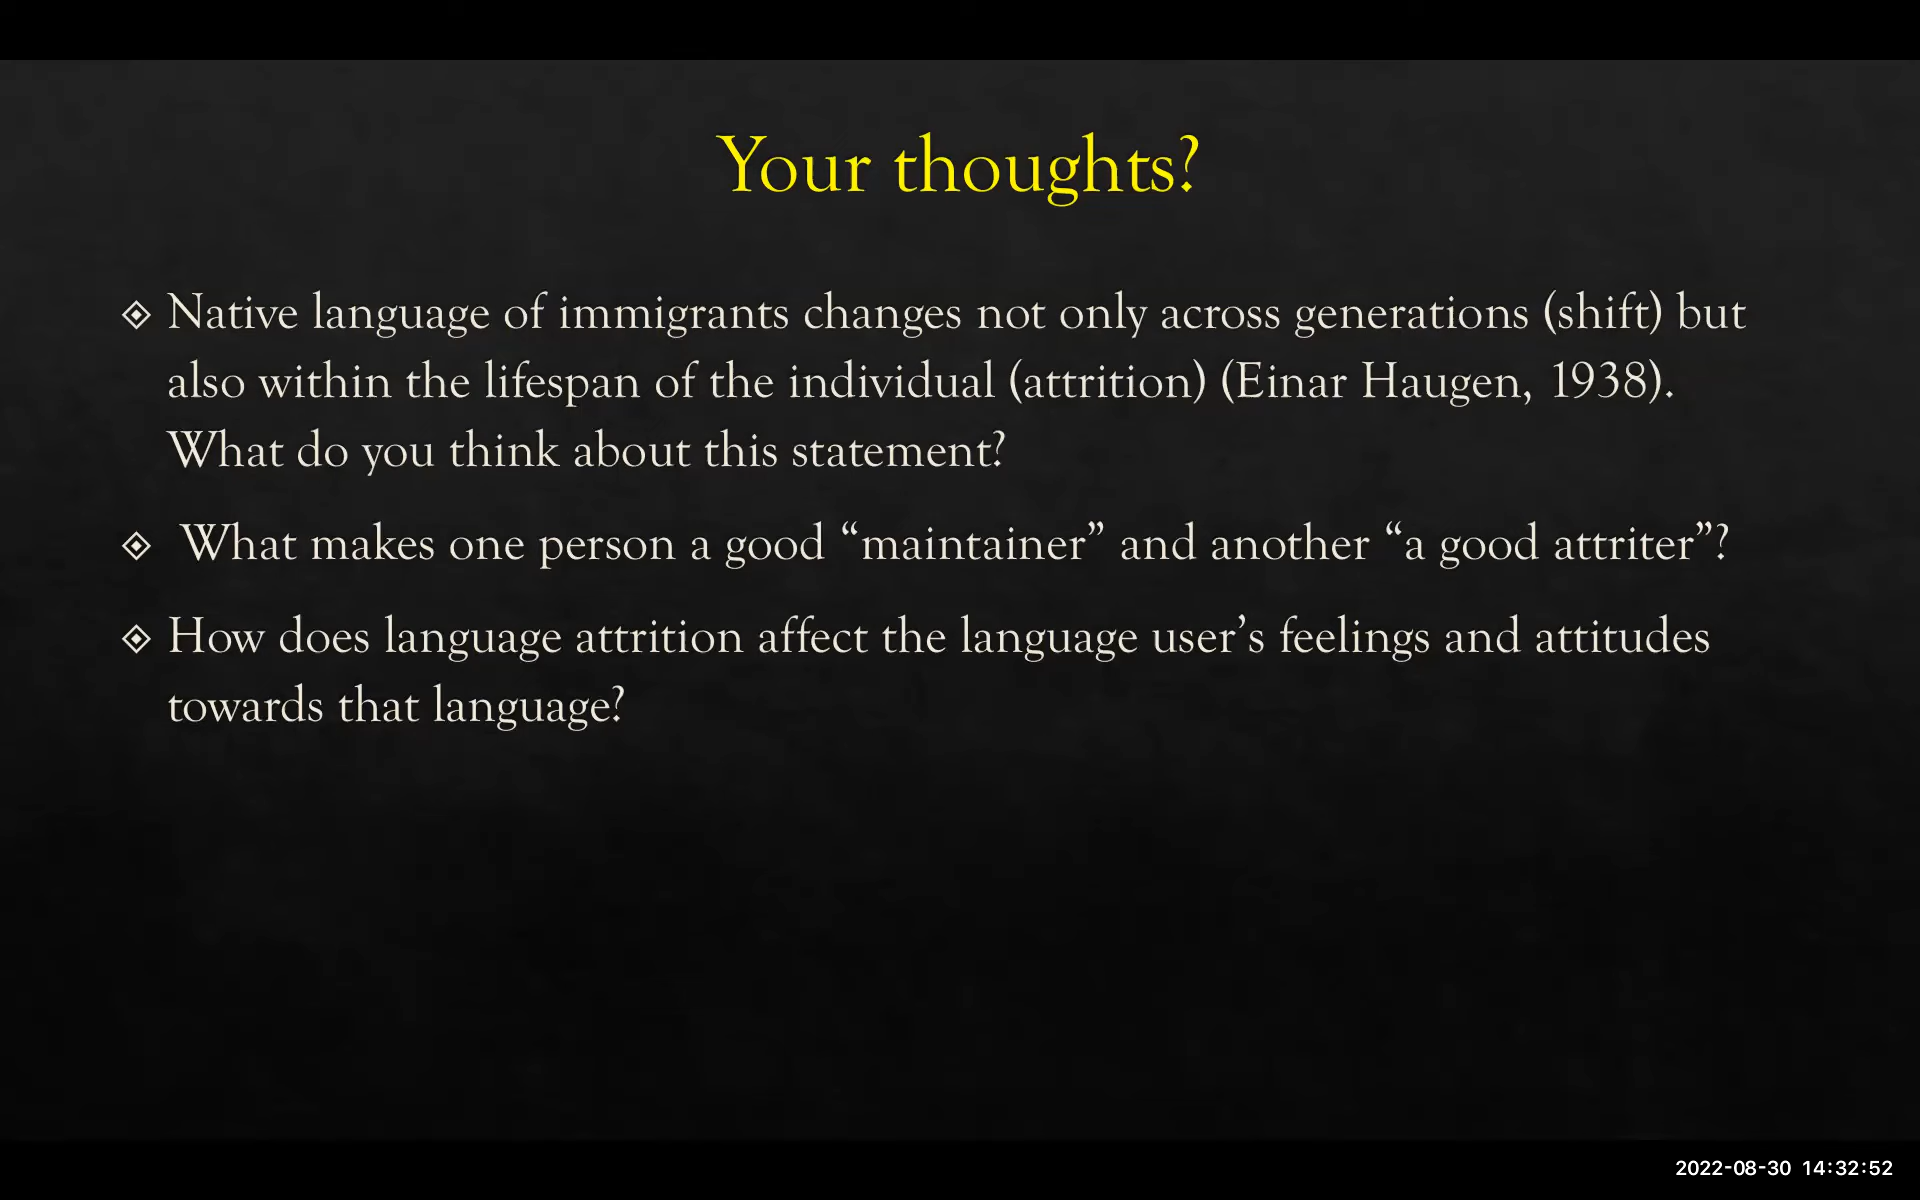 Your thoughts?
Native language of immigrants changes not only across generations (shift) but
also within the lifespan of the individual (attrition) (Einar Haugen, 1938).
What do you think about this statement?
What makes one person a good “maintainer” and another “a good attriter”?
How does language attrition affect the language user’s feelings and attitudes
towards that language?
2022-08-30 14:32:52